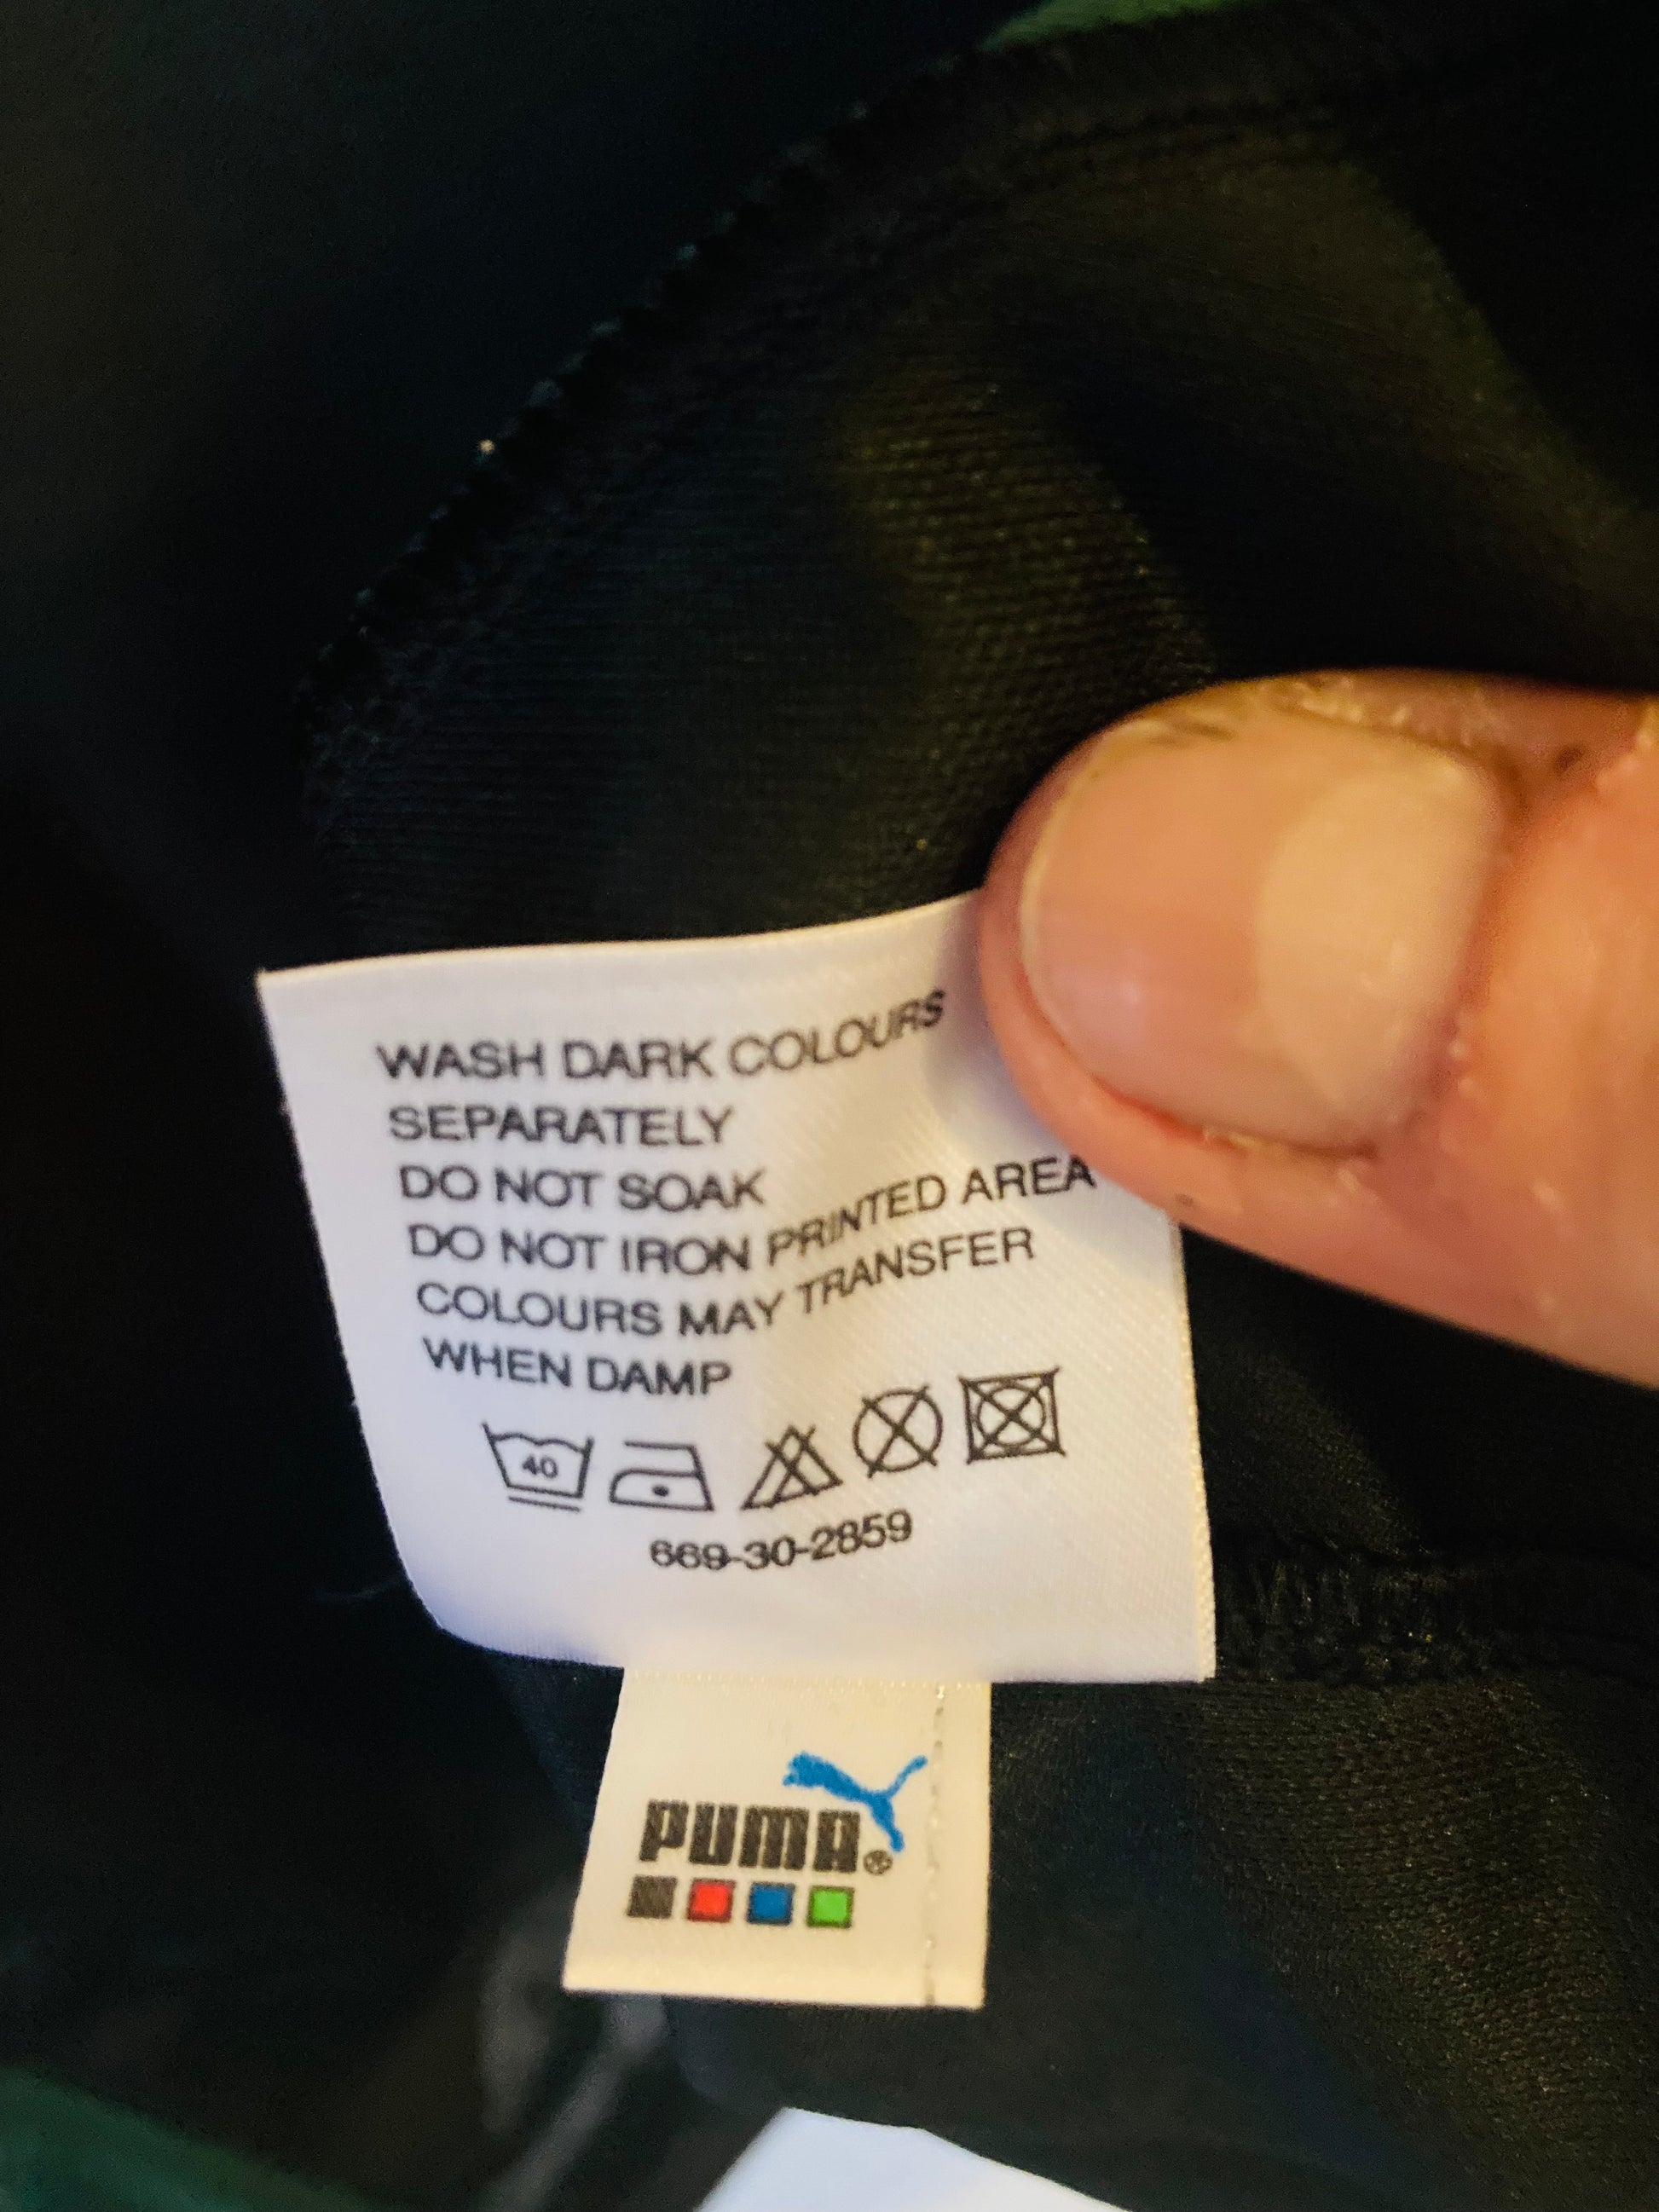 WASH DARK COLOURS
SEPARATELY
DO NOT SOAK
DO NOT IRON PRINTED AREA
COLOURS MAY TRANSFER
WHEN DAMP
40
669-30-2859
PUMA®